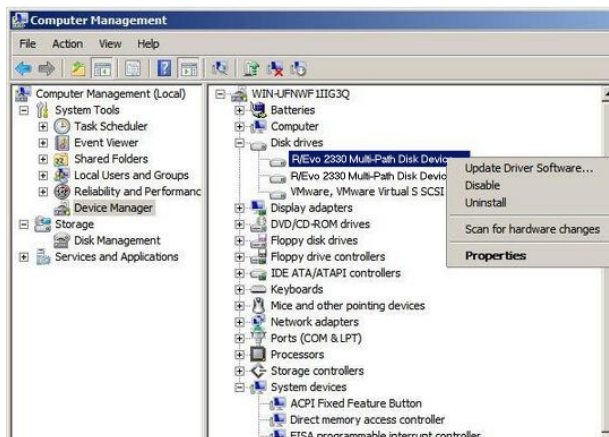 Computer Management
File Action View Help
Computer Management (Local)
System Tools
Task Scheduler
Event Viewer
Shared Folders
Local Users and Groups
Reliability and Performanc
Device Manager
Storage
Disk Management
Services and Applications
WIN-UFNWF1IIG3Q
Batteries
Computer
Disk drives
R/Evo 2330 Multi-Path Disk Device
R/Evo 2330 Multi-Path Disk Devic
VMware, VMware Virtual S SCSI
Display adapters
DVD/CD-ROM drives
Floppy disk drives
Floppy drive controllers
IDE ATA/ATAPI controllers
Keyboards
Mice and other pointing devices
Network adapters
Ports (COM & LPT)
Processors
Storage controllers
System devices
ACPI Fixed Feature Button
Direct memory access controller
EISA programmable interrupt controller
Update Driver Software...
Disable
Uninstall
Scan for hardware changes
Properties